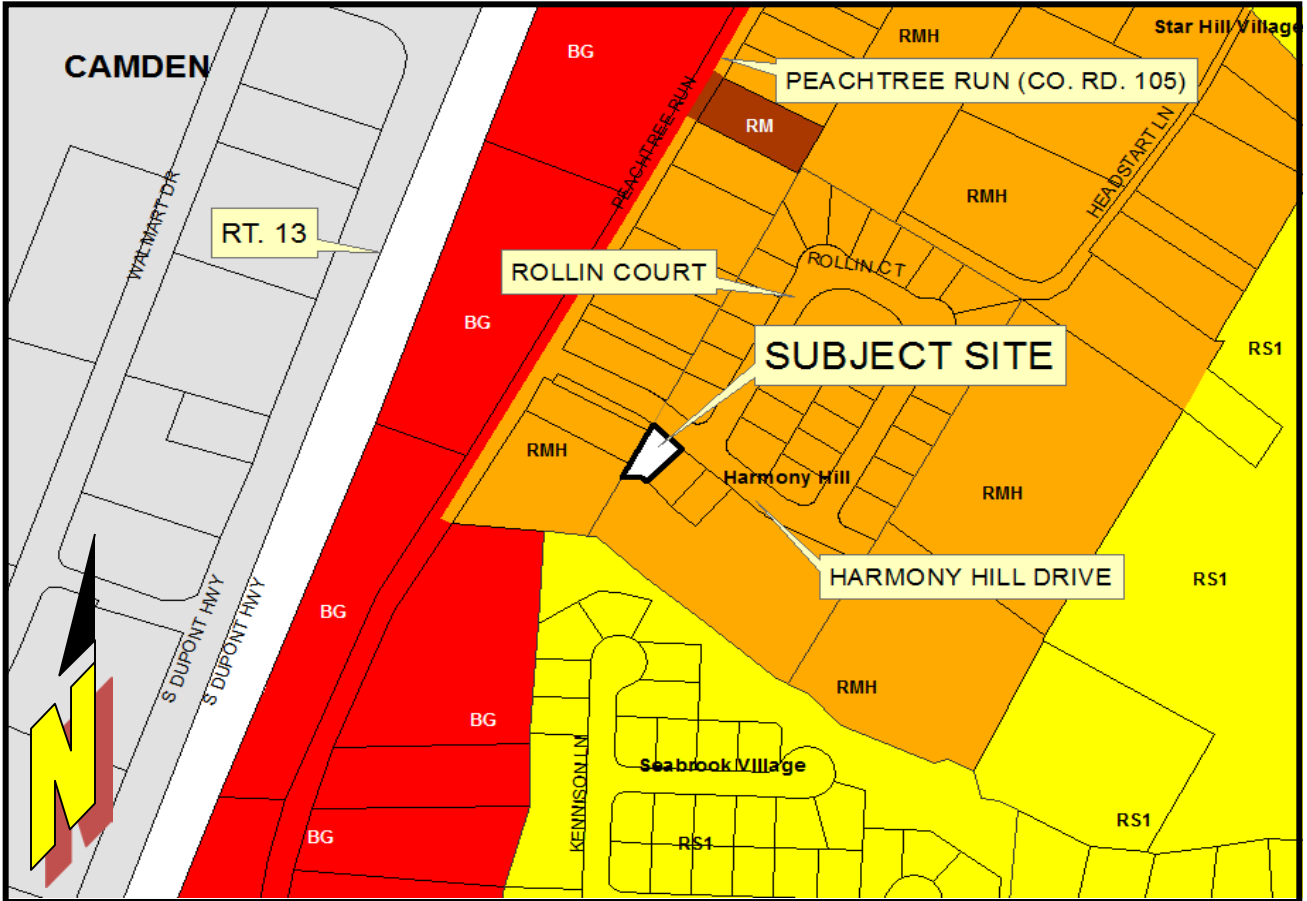 Star Hill Village
RMH
BG
CAMDEN
PEACHTREE RUN (CO. RD. 105)
RM
PEACHTREE RUN
HEADSTART LN
RMH
WALMART DR
RT. 13
ROLLIN COURT
ROLLIN CT
BG
SUBJECT SITE
RS1
RMH
Harmony Hill
RMH
HARMONY HILL DRIVE
RS1
BG
S DUPONT HWY
S DUPONT HWY
RMH
BG
N
Seabrook Village
KENNISON LN
RS1
RS1
BG